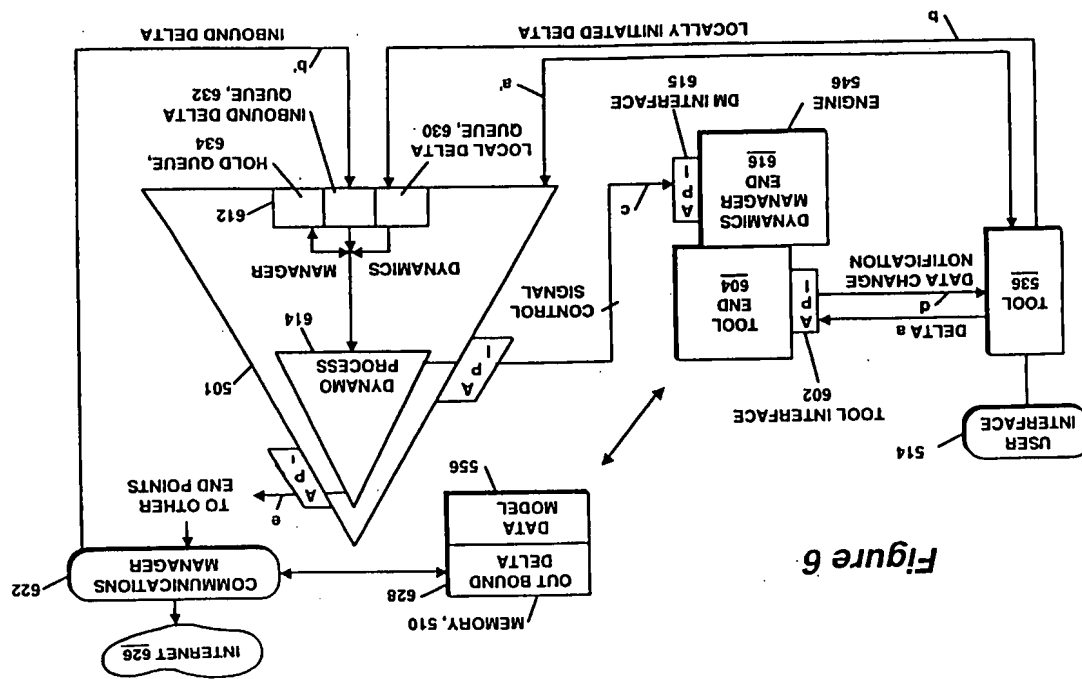 INTERNET 626
COMMUNICATIONS
MANAGER
622
TO OTHER
END POINTS
e
A
P
I
MEMORY, 510
628
OUT BOUND
DELTA
DATA
MODEL
556
Figure 6
USER
INTERFACE
514
TOOL INTERFACE
602
TOOL
536
DELTA a
d
DATA CHANGE
NOTIFICATION
A
P
I
TOOL
END
604
DYNAMICS
MANAGER
END
616
A
P
I
ENGINE
546
DM INTERFACE
615
CONTROL
SIGNAL
c
A
P
I
501
DYNAMO
PROCESS
614
DYNAMICS
MANAGER
612
LOCAL DELTA
QUEUE, 630
INBOUND DELTA
QUEUE, 632
HOLD QUEUE,
634
a'
b'
b
LOCALLY INITIATED DELTA
INBOUND DELTA